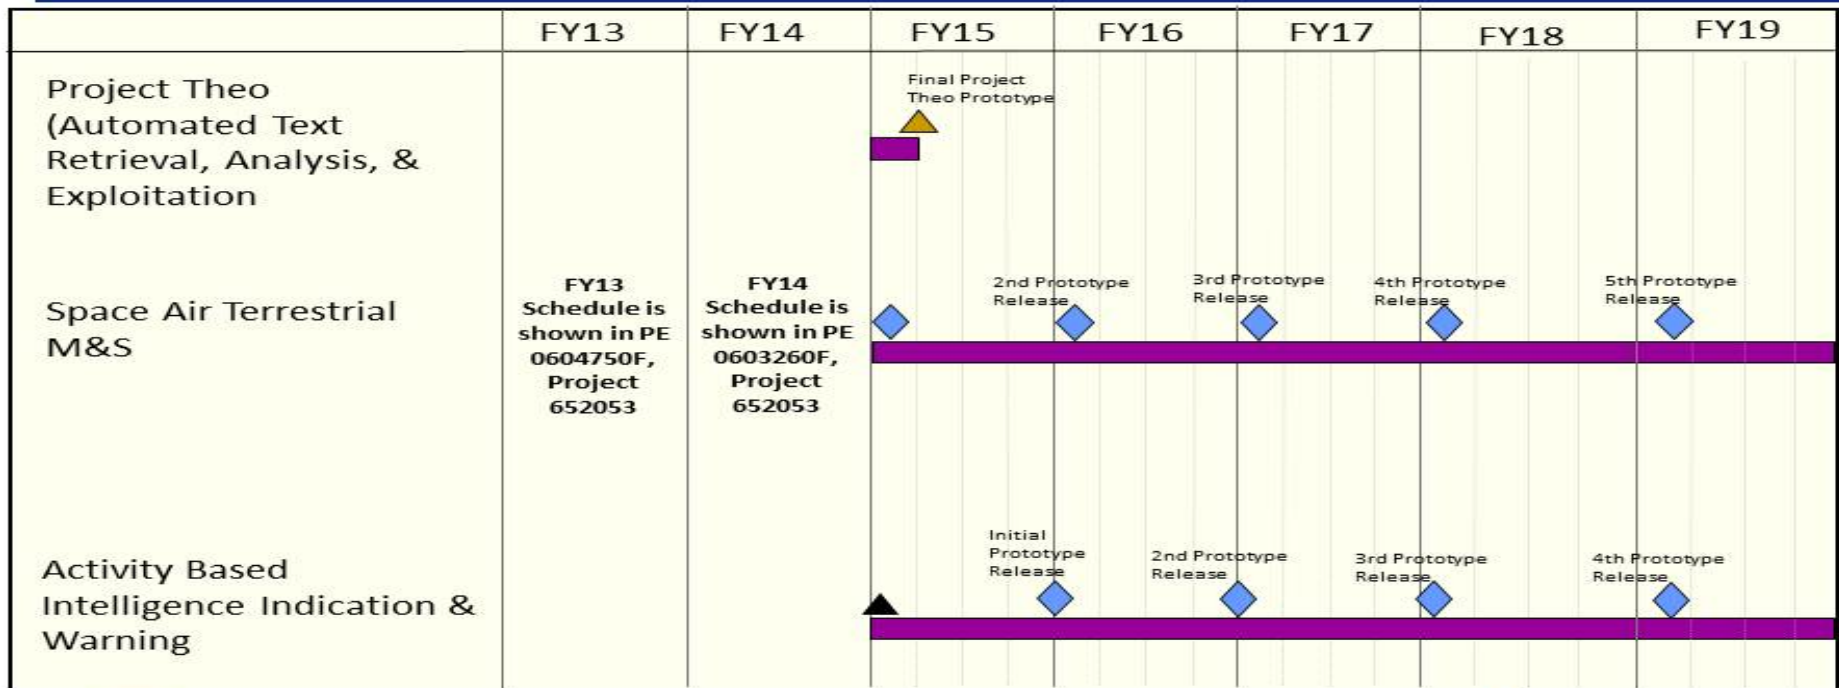 FY13 FY14 FY15 FY16 FY17 FY18 FY19
Project Theo
(Automated Text
Retrieval, Analysis, &
Exploitation
Final Project
Theo Prototype
Space Air Terrestrial
M&S
FY13
Schedule is
shown in PE
0604750F,
Project
652053
FY14
Schedule is
shown in PE
0603260F,
Project
652053
2nd Prototype
Release
3rd Prototype
Release
4th Prototype
Release
5th Prototype
Release
Activity Based
Intelligence Indication &
Warning
Initial
Prototype
Release
2nd Prototype
Release
3rd Prototype
Release
4th Prototype
Release